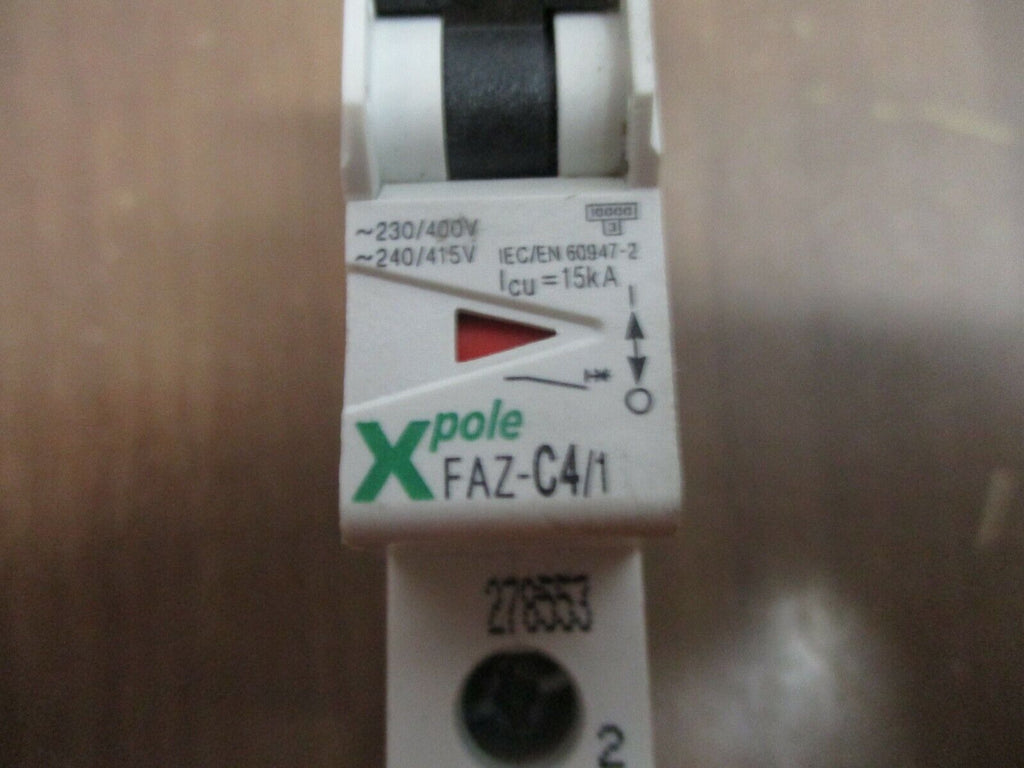 ~230/400V
~240/415V
10000
3
IEC/EN 60947-2
Icu=15kA
I
O
Xpole
FAZ-C4/1
278553
2